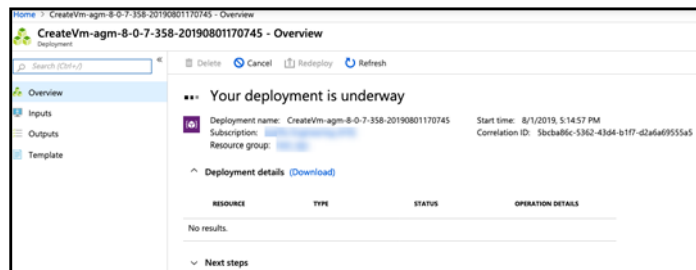 Home > CreateVm-agm-8-0-7-358-20190801170745 - Overview
CreateVm-agm-8-0-7-358-20190801170745 - Overview
Deployment
Search (Ctrl+/)
«
Delete Cancel Redeploy Refresh
Overview
Inputs
Outputs
Template
Your deployment is underway
Deployment name: CreateVm-agm-8-0-7-358-20190801170745 Start time: 8/1/2019, 5:14:57 PM
Subscription: Correlation ID: 5bcba86c-5362-43d4-b1f7-d2a6a69555a5
Resource group:
Deployment details (Download)
RESOURCE TYPE STATUS OPERATION DETAILS
No results.
Next steps